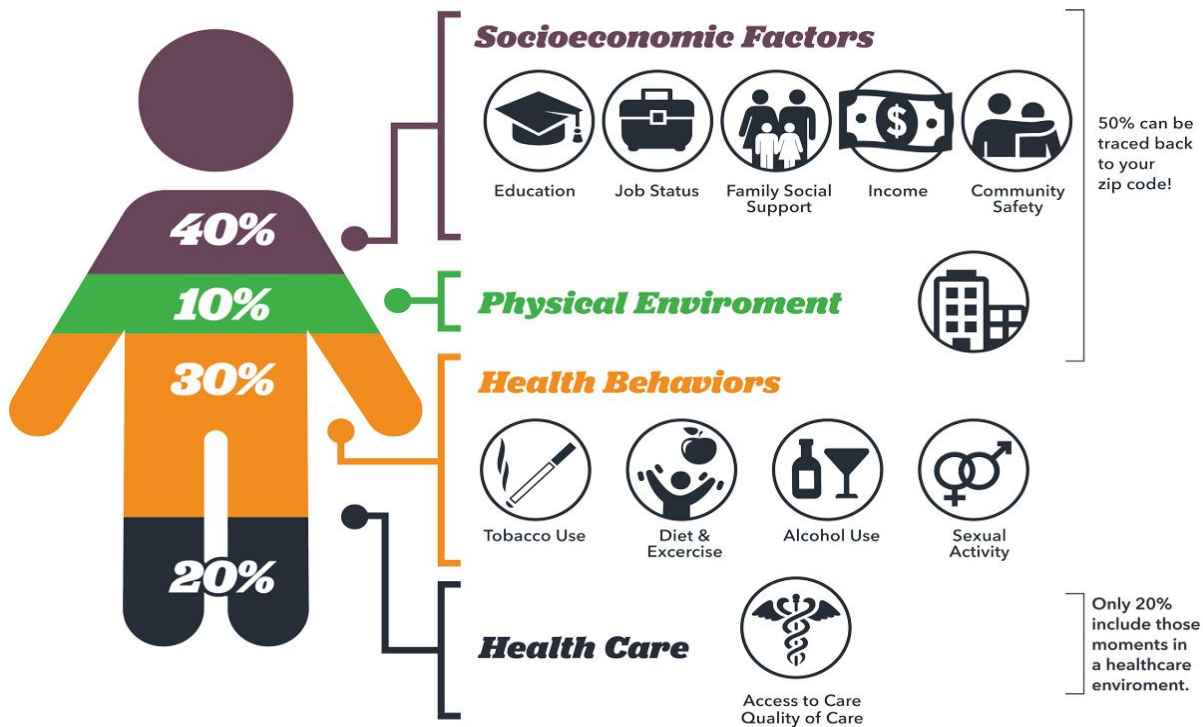 Socioeconomic Factors
Education
Job Status
Family Social
Support
Income
Community
Safety
50% can be
traced back
to your
zip code!
40%
10%
Physical Enviroment
30%
Health Behaviors
Tobacco Use
Diet &
Excercise
Alcohol Use
Sexual
Activity
20%
Health Care
Access to Care
Quality of Care
Only 20%
include those
moments in
a healthcare
enviroment.